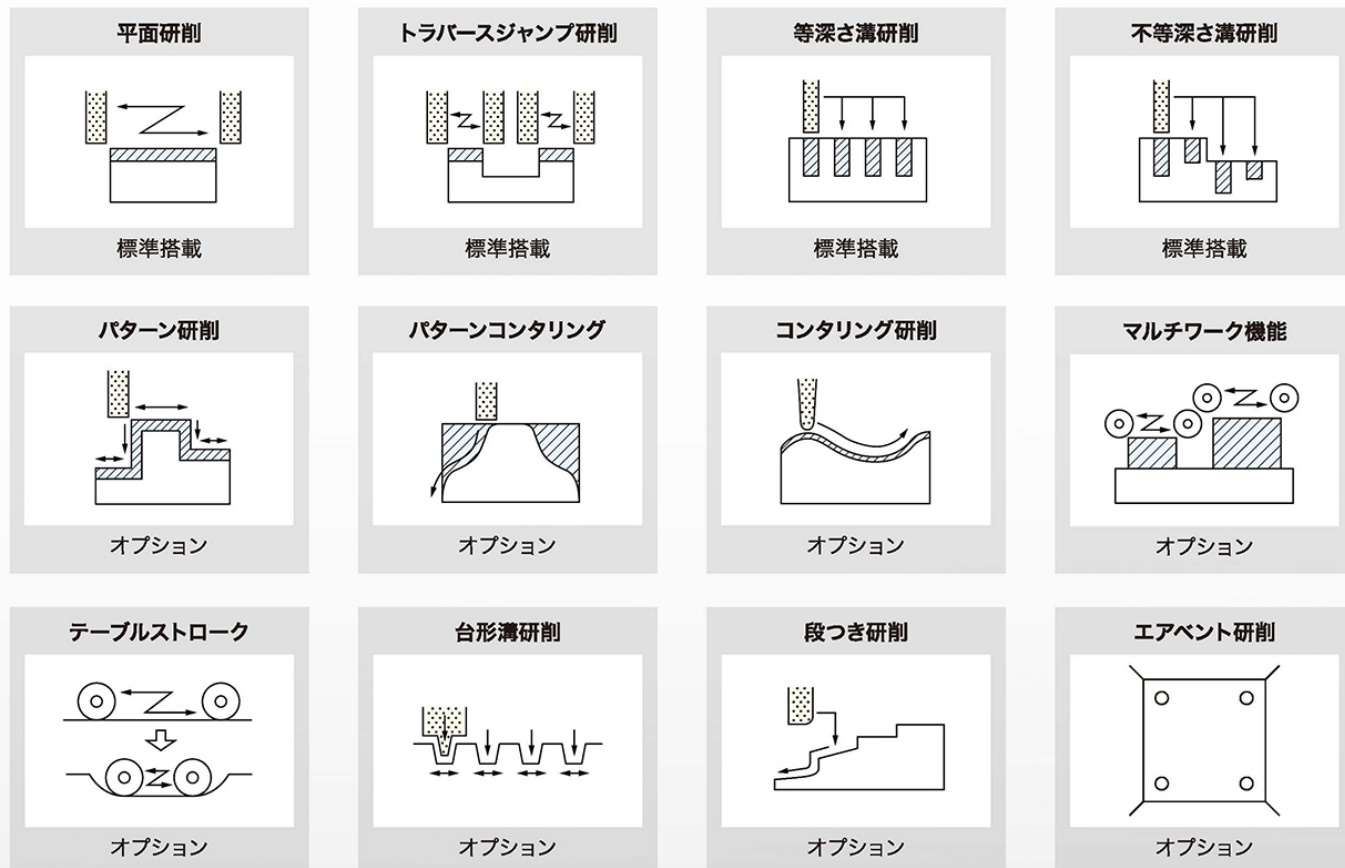 平面研削
トラバースジャンプ研削
等深さ溝研削
不等深さ溝研削
標準搭載
標準搭載
標準搭載
標準搭載
パターン研削
パターンコンタリング
コンタリング研削
マルチワーク機能
オプション
オプション
オプション
オプション
テーブルストローク
台形溝研削
段つき研削
エアベント研削
オプション
オプション
オプション
オプション